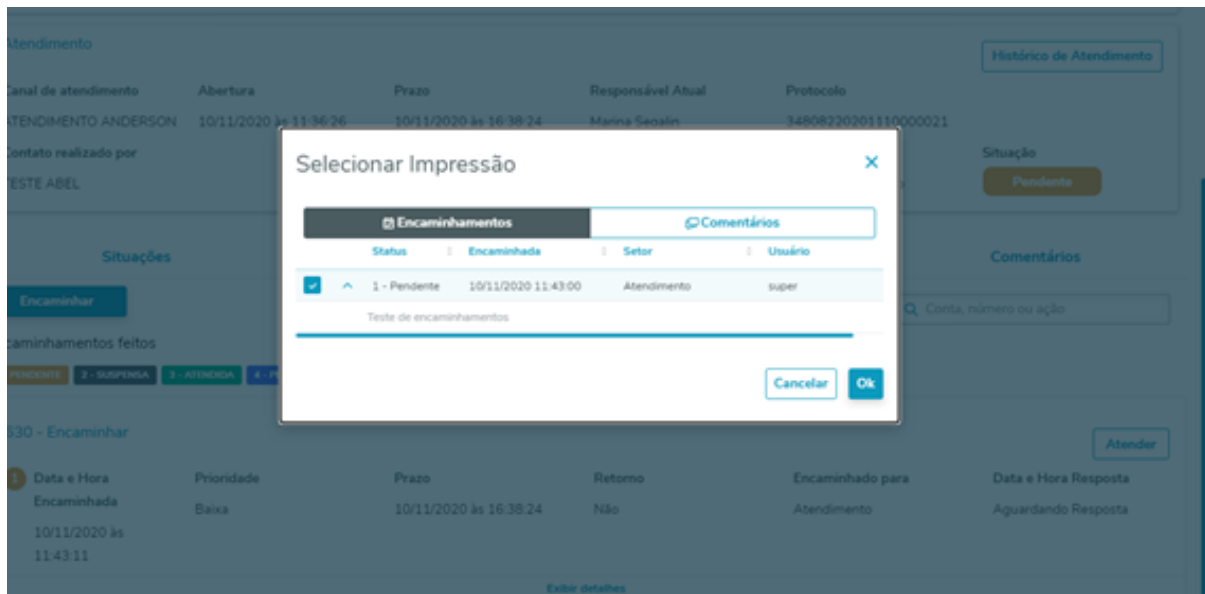 Atendimento
Histórico de Atendimento
Canal de atendimento Abertura Prazo Responsável Atual Protocolo
ATENDIMENTO ANDERSON 10/11/2020 às 11:36:26 10/11/2020 às 16:38:24 Marina Segalin 34808220201110000021
Contato realizado por Situação
TESTE ABEL Pendente
Selecionar Impressão
Encaminhamentos Comentários
Status Encaminhada Setor Usuário
1 - Pendente 10/11/2020 11:43:00 Atendimento super
Teste de encaminhamentos
Cancelar Ok
Situações Comentários
Encaminhar Conta, número ou ação
caminhamentos feitos
PENDENTE 2 - SUSPENSA 3 - ATENDIDA 4 - P
630 - Encaminhar
Atender
1 Data e Hora Prioridade Prazo Retorno Encaminhado para Data e Hora Resposta
Encaminhada
Baixa 10/11/2020 às 16:38:24 Não Atendimento Aguardando Resposta
10/11/2020 às
11:43:11
Exibir detalhes